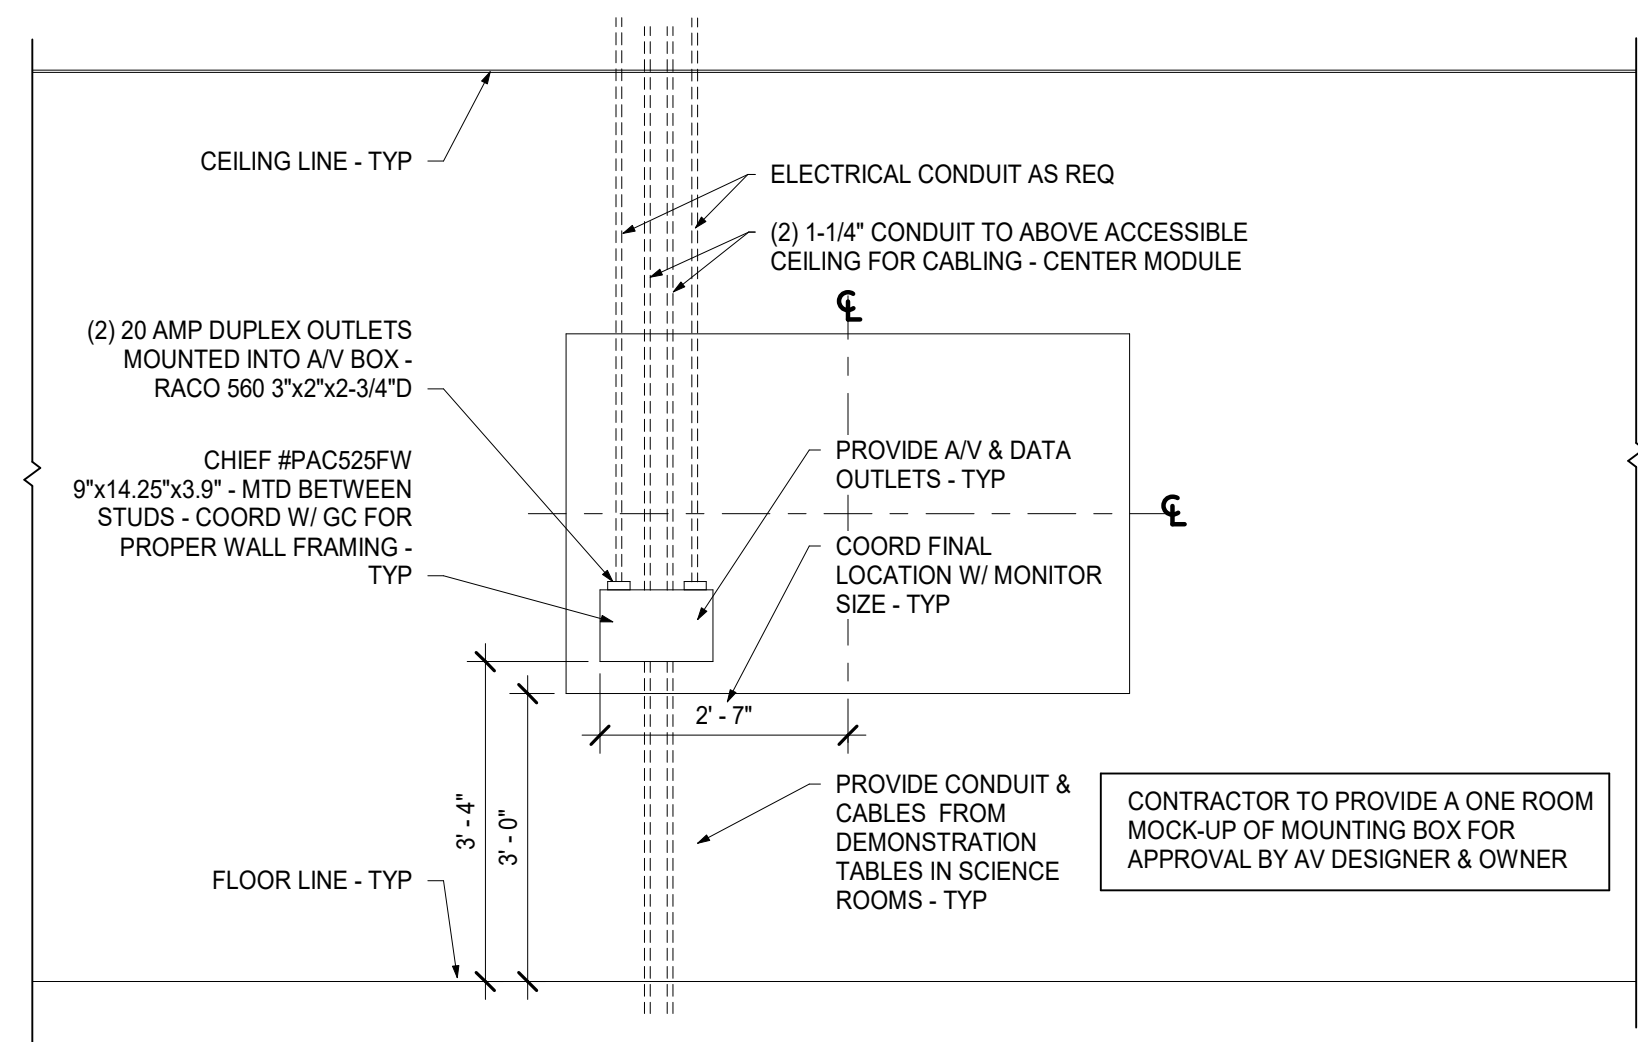 CEILING LINE - TYP
ELECTRICAL CONDUIT AS REQ
(2) 1-1/4" CONDUIT TO ABOVE ACCESSIBLE
CEILING FOR CABLING - CENTER MODULE
℄
(2) 20 AMP DUPLEX OUTLETS
MOUNTED INTO A/V BOX -
RACO 560 3"x2"x2-3/4"D
CHIEF #PAC525FW
9"x14.25"x3.9" - MTD BETWEEN
STUDS - COORD W/ GC FOR
PROPER WALL FRAMING -
TYP
PROVIDE A/V & DATA
OUTLETS - TYP
℄
COORD FINAL
LOCATION W/ MONITOR
SIZE - TYP
2' - 7"
3' - 4"
3' - 0"
PROVIDE CONDUIT &
CABLES FROM
DEMONSTRATION
TABLES IN SCIENCE
ROOMS - TYP
CONTRACTOR TO PROVIDE A ONE ROOM
MOCK-UP OF MOUNTING BOX FOR
APPROVAL BY AV DESIGNER & OWNER
FLOOR LINE - TYP